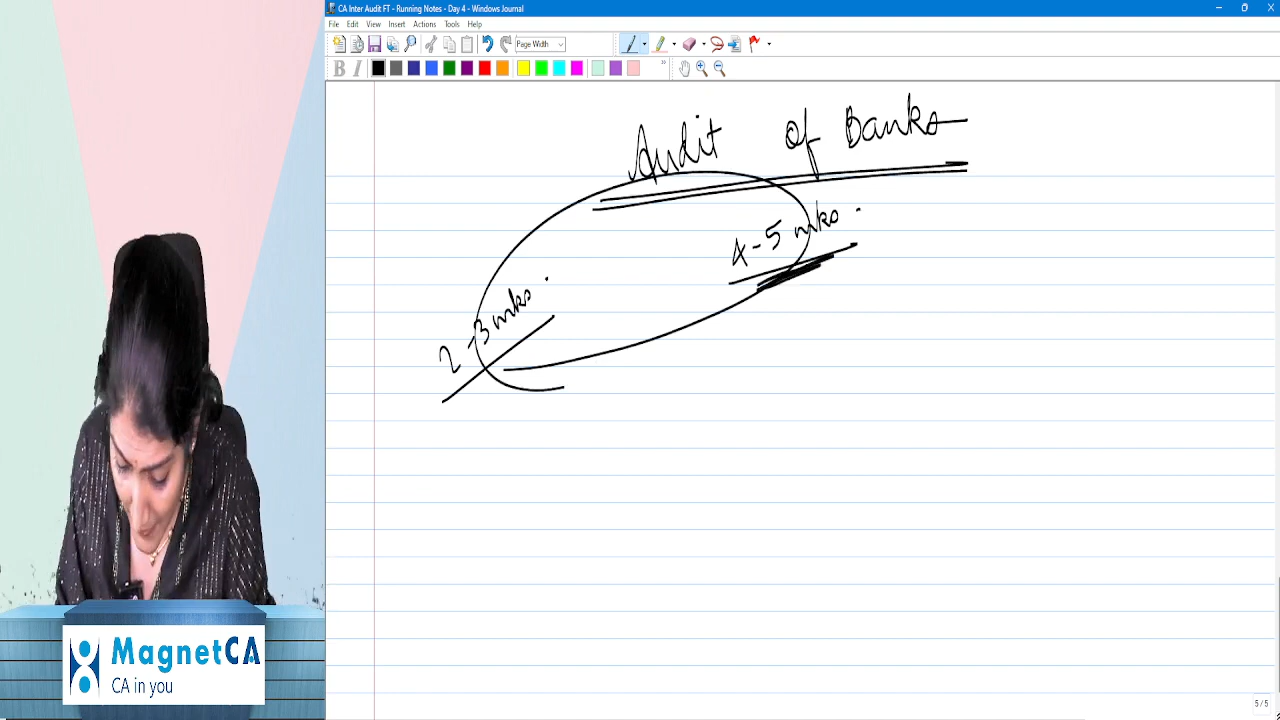 CA Inter Audit FT - Running Notes - Day 4 - Windows Journal
File Edit View Insert Actions Tools Help
Page Width
B I
Audit of Banks
4-5 mks.
2-3 mks.
MagnetCA
CA in you
5 / 5